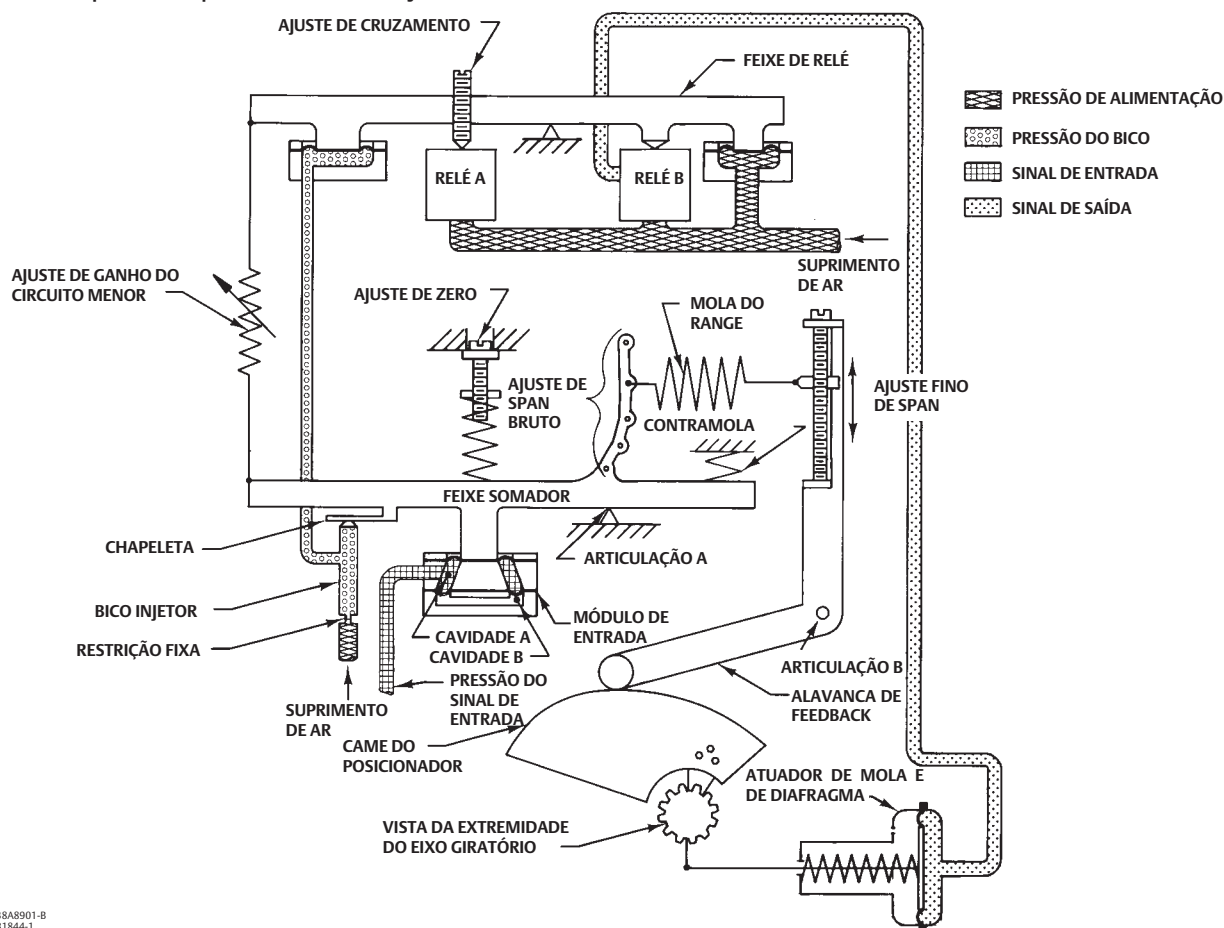 AJUSTE DE CRUZAMENTO
FEIXE DE RELÉ
PRESSÃO DE ALIMENTAÇÃO
PRESSÃO DO BICO
SINAL DE ENTRADA
SINAL DE SAÍDA
RELÉ A
RELÉ B
SUPRIMENTO
DE AR
AJUSTE DE GANHO DO
CIRCUITO MENOR
AJUSTE DE ZERO
MOLA DO
RANGE
AJUSTE DE
SPAN
BRUTO
CONTRAMOLA
AJUSTE FINO
DE SPAN
FEIXE SOMADOR
CHAPELETA
ARTICULAÇÃO A
BICO INJETOR
RESTRIÇÃO FIXA
CAVIDADE A
CAVIDADE B
MÓDULO DE
ENTRADA
SUPRIMENTO
DE AR
PRESSÃO DO
SINAL DE
ENTRADA
ARTICULAÇÃO B
ALAVANCA DE
FEEDBACK
CAME DO
POSICIONADOR
VISTA DA EXTREMIDADE
DO EIXO GIRATÓRIO
ATUADOR DE MOLA E
DE DIAFRAGMA